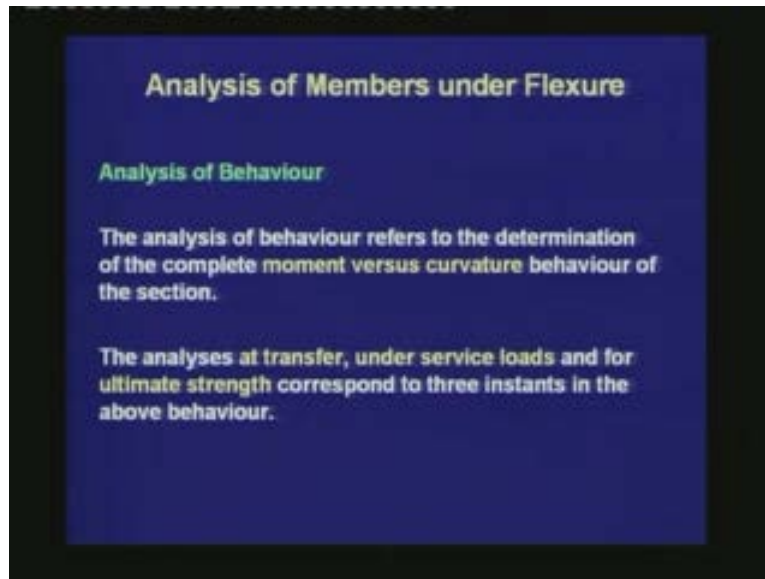 Analysis of Members under Flexure
Analysis of Behaviour
The analysis of behaviour refers to the determination
of the complete moment versus curvature behaviour of
the section.
The analyses at transfer, under service loads and for
ultimate strength correspond to three instants in the
above behaviour.